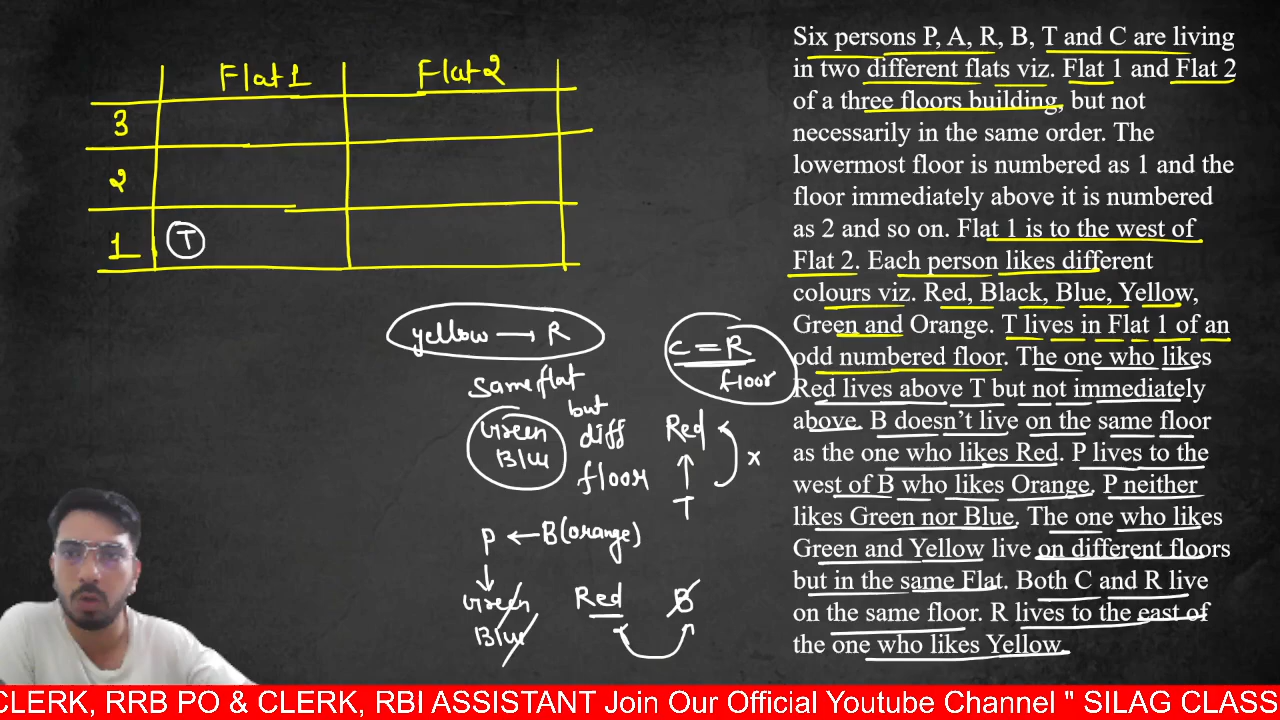 Flat 1 Flat 2
3
2
1 T
yellow → R
Same flat
but
diff
floor
Green
Blue
C = R
floor
Red
↑ x
T
P ← B(orange)
↓
Green
Blue
Red B
Six persons P, A, R, B, T and C are living
in two different flats viz. Flat 1 and Flat 2
of a three floors building, but not
necessarily in the same order. The
lowermost floor is numbered as 1 and the
floor immediately above it is numbered
as 2 and so on. Flat 1 is to the west of
Flat 2. Each person likes different
colours viz. Red, Black, Blue, Yellow,
Green and Orange. T lives in Flat 1 of an
odd numbered floor. The one who likes
Red lives above T but not immediately
above. B doesn’t live on the same floor
as the one who likes Red. P lives to the
west of B who likes Orange. P neither
likes Green nor Blue. The one who likes
Green and Yellow live on different floors
but in the same Flat. Both C and R live
on the same floor. R lives to the east of
the one who likes Yellow.
CLERK, RRB PO & CLERK, RBI ASSISTANT Join Our Official Youtube Channel " SILAG CLASS